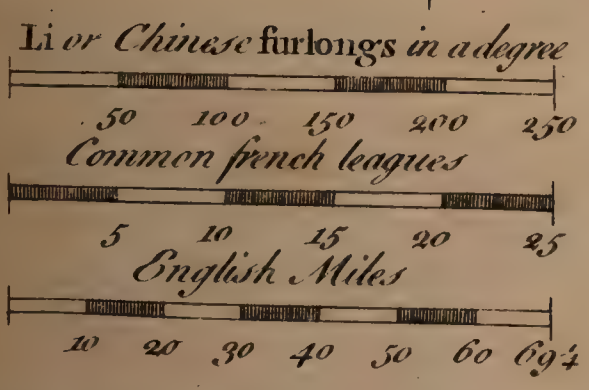 Li or Chinese furlongs in a degree
50 100 150 200 250
Common french leagues
5 10 15 20 25
English Miles
10 20 30 40 50 60 69¼